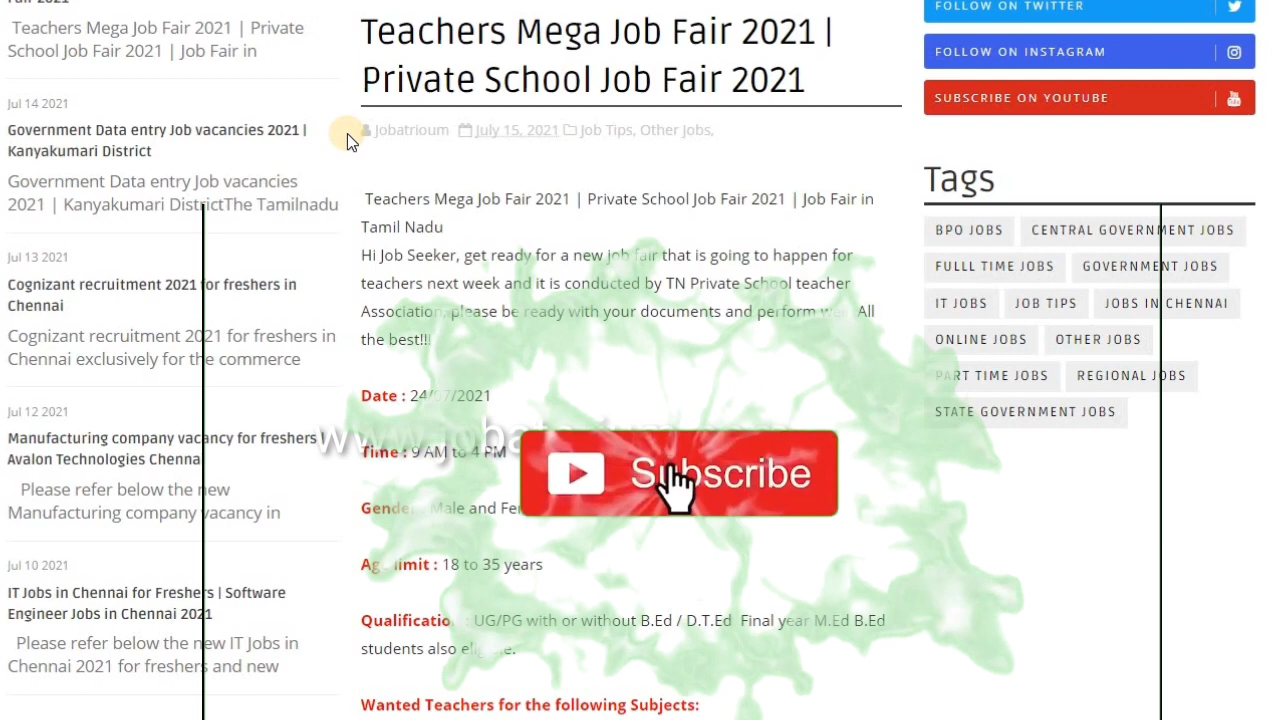 Fair 2021
Teachers Mega Job Fair 2021 | Private
School Job Fair 2021 | Job Fair in
Jul 14 2021
Government Data entry Job vacancies 2021 |
Kanyakumari District
Government Data entry Job vacancies
2021 | Kanyakumari DistrictThe Tamilnadu
Jul 13 2021
Cognizant recruitment 2021 for freshers in
Chennai
Cognizant recruitment 2021 for freshers in
Chennai exclusively for the commerce
Jul 12 2021
Manufacturing company vacancy for freshers |
Avalon Technologies Chennai
Please refer below the new
Manufacturing company vacancy in
Jul 10 2021
IT Jobs in Chennai for Freshers | Software
Engineer Jobs in Chennai 2021
Please refer below the new IT Jobs in
Chennai 2021 for freshers and new
Teachers Mega Job Fair 2021 |
Private School Job Fair 2021
Jobatrioum July 15, 2021 Job Tips, Other Jobs,
Teachers Mega Job Fair 2021 | Private School Job Fair 2021 | Job Fair in
Tamil Nadu
Hi Job Seeker, get ready for a new job fair that is going to happen for
teachers next week and it is conducted by TN Private School teacher
Association, please be ready with your documents and perform well All
the best!!!
Date : 24/07/2021
Time : 9 AM to 4 PM
Gender Male and
Age limit : 18 to 35 years
Qualification : UG/PG with or without B.Ed / D.T.Ed Final year M.Ed B.Ed
students also eligible.
Wanted Teachers for the following Subjects:
Subscribe
FOLLOW ON TWITTER
FOLLOW ON INSTAGRAM
SUBSCRIBE ON YOUTUBE
Tags
BPO JOBS CENTRAL GOVERNMENT JOBS
FULLL TIME JOBS GOVERNMENT JOBS
IT JOBS JOB TIPS JOBS IN CHENNAI
ONLINE JOBS OTHER JOBS
PART TIME JOBS REGIONAL JOBS
STATE GOVERNMENT JOBS